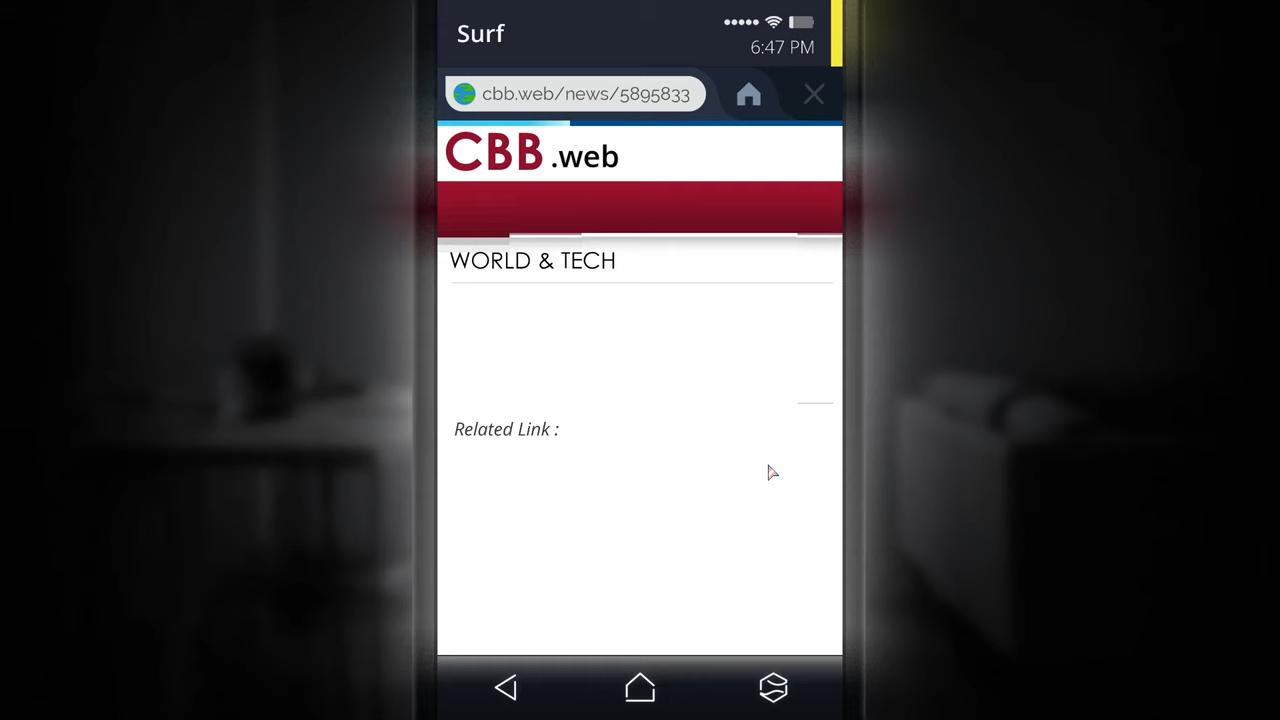 Surf
6:47 PM
cbb.web/news/5895833
CBB .web
WORLD & TECH
Related Link :